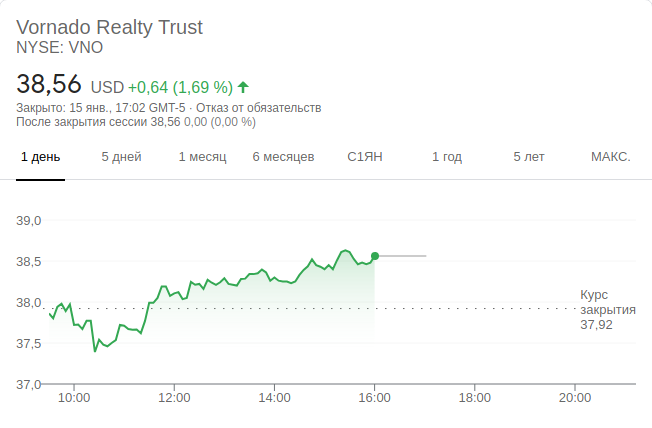 Vornado Realty Trust
NYSE: VNO
38,56 USD +0,64 (1,69 %)
Закрыто: 15 янв., 17:02 GMT-5 · Отказ от обязательств
После закрытия сессии 38,56 0,00 (0,00 %)
1 день 5 дней 1 месяц 6 месяцев С1ЯН 1 год 5 лет МАКС.
39,0
38,5
38,0
37,5
37,0
Курс
закрытия
37,92
10:00 12:00 14:00 16:00 18:00 20:00